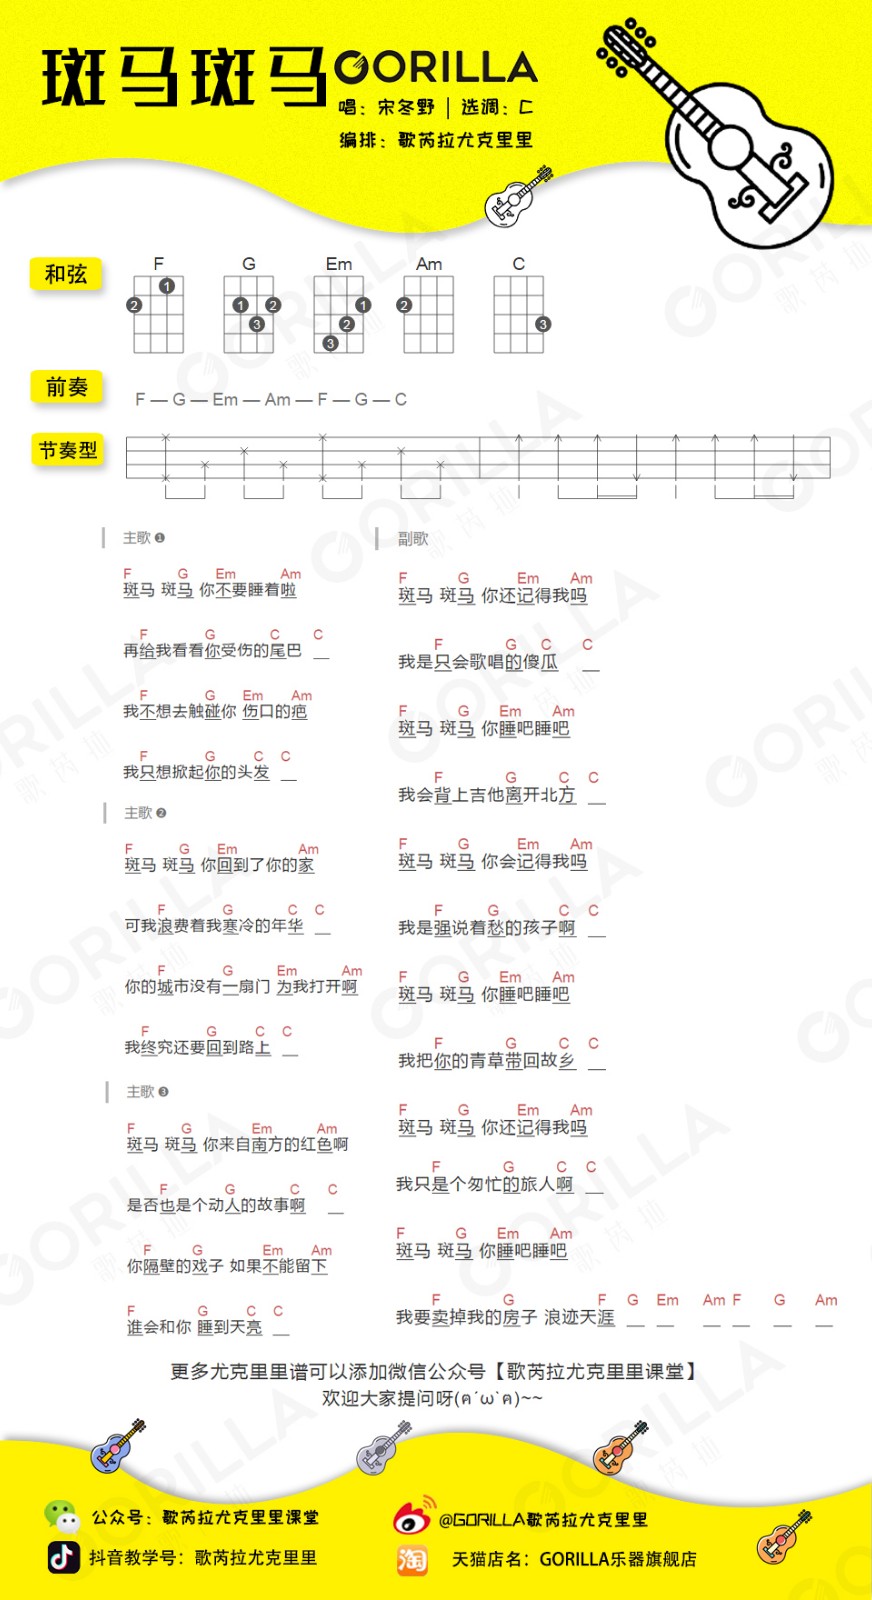 斑马斑马 GORILLA
唱：宋冬野 | 选调：C
编排：歌芮拉尤克里里
和弦
F G Em Am C
前奏
F — G — Em — Am — F — G — C
节奏型
主歌❶
F G Em Am
斑马 斑马 你不要睡着啦
F G C C
再给我看看你受伤的尾巴
F G Em Am
我不想去触碰你 伤口的疤
F G C C
我只想掀起你的头发
主歌❷
F G Em Am
斑马 斑马 你回到了你的家
F G C C
可我浪费着我寒冷的年华
F G Em Am
你的城市没有一扇门 为我打开啊
F G C C
我终究还要回到路上
主歌❸
F G Em Am
斑马 斑马 你来自南方的红色啊
F G C C
是否也是个动人的故事啊
F G Em Am
你隔壁的戏子 如果不能留下
F G C C
谁会和你 睡到天亮
副歌
F G Em Am
斑马 斑马 你还记得我吗
F G C C
我是只会歌唱的傻瓜
F G Em Am
斑马 斑马 你睡吧睡吧
F G C C
我会背上吉他离开北方
F G Em Am
斑马 斑马 你会记得我吗
F G C C
我是强说着愁的孩子啊
F G Em Am
斑马 斑马 你睡吧睡吧
F G C C
我把你的青草带回故乡
F G Em Am
斑马 斑马 你还记得我吗
F G C C
我只是个匆忙的旅人啊
F G Em Am
斑马 斑马 你睡吧睡吧
F G F G Em Am F G Am
我要卖掉我的房子 浪迹天涯
更多尤克里里谱可以添加微信公众号【歌芮拉尤克里里课堂】
欢迎大家提问呀(ฅ´ω`ฅ)~~
公众号：歌芮拉尤克里里课堂
@GORILLA歌芮拉尤克里里
抖音教学号：歌芮拉尤克里里
淘 天猫店名：GORILLA乐器旗舰店